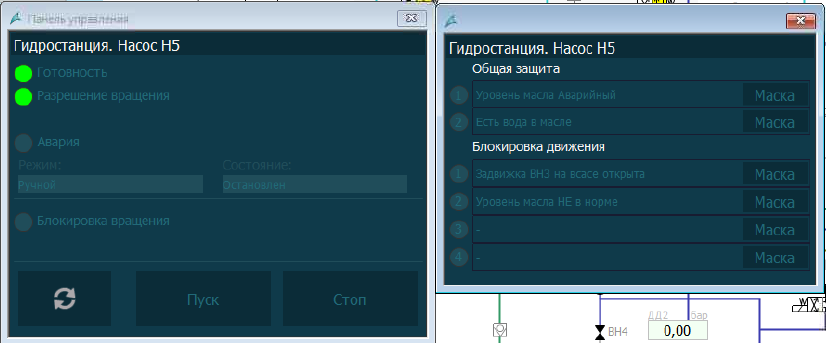 Панель управления
Гидростанция. Насос Н5
Готовность
Разрешение вращения
Авария
Режим:
Состояние:
Ручной
Остановлен
Блокировка вращения
Пуск
Стоп
Гидростанция. Насос Н5
Общая защита
1 Уровень масла Аварийный Маска
2 Есть вода в масле Маска
Блокировка движения
1 Задвижка ВН3 на всасе открыта Маска
2 Уровень масла НЕ в норме Маска
3 - Маска
4 - Маска
ДД2 бар
ВН4 0,00